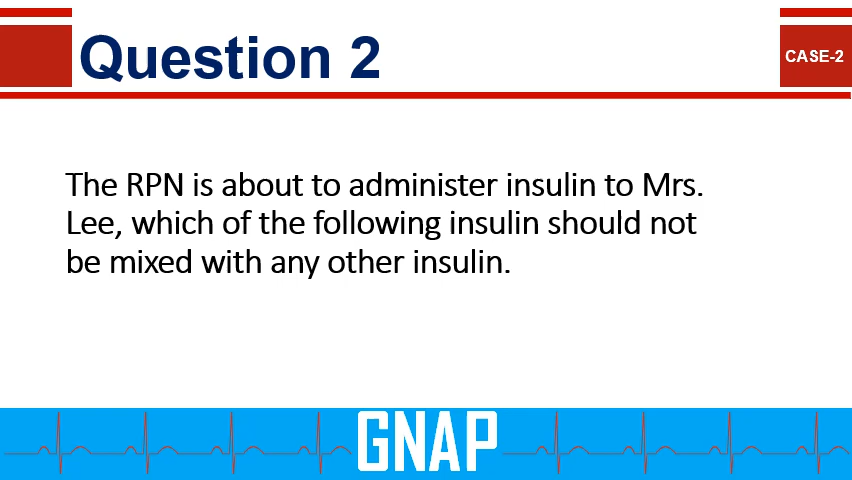 Question 2
CASE-2
The RPN is about to administer insulin to Mrs.
Lee, which of the following insulin should not
be mixed with any other insulin.
GNAP